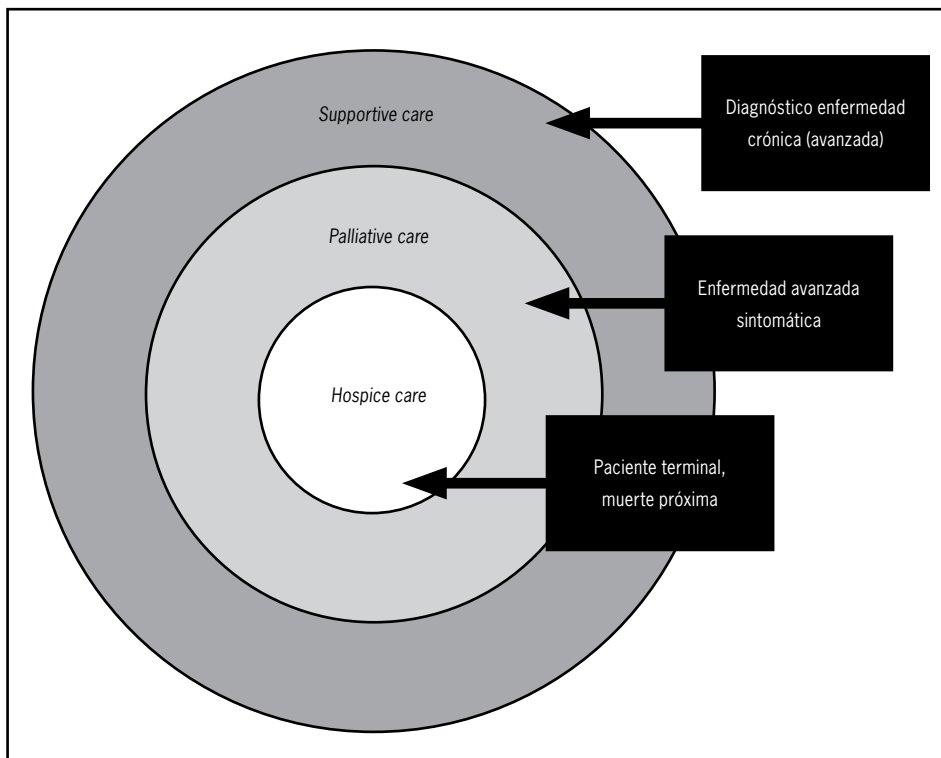 Supportive care
Diagnóstico enfermedad
crónica (avanzada)
Palliative care
Enfermedad avanzada
sintomática
Hospice care
Paciente terminal,
muerte próxima